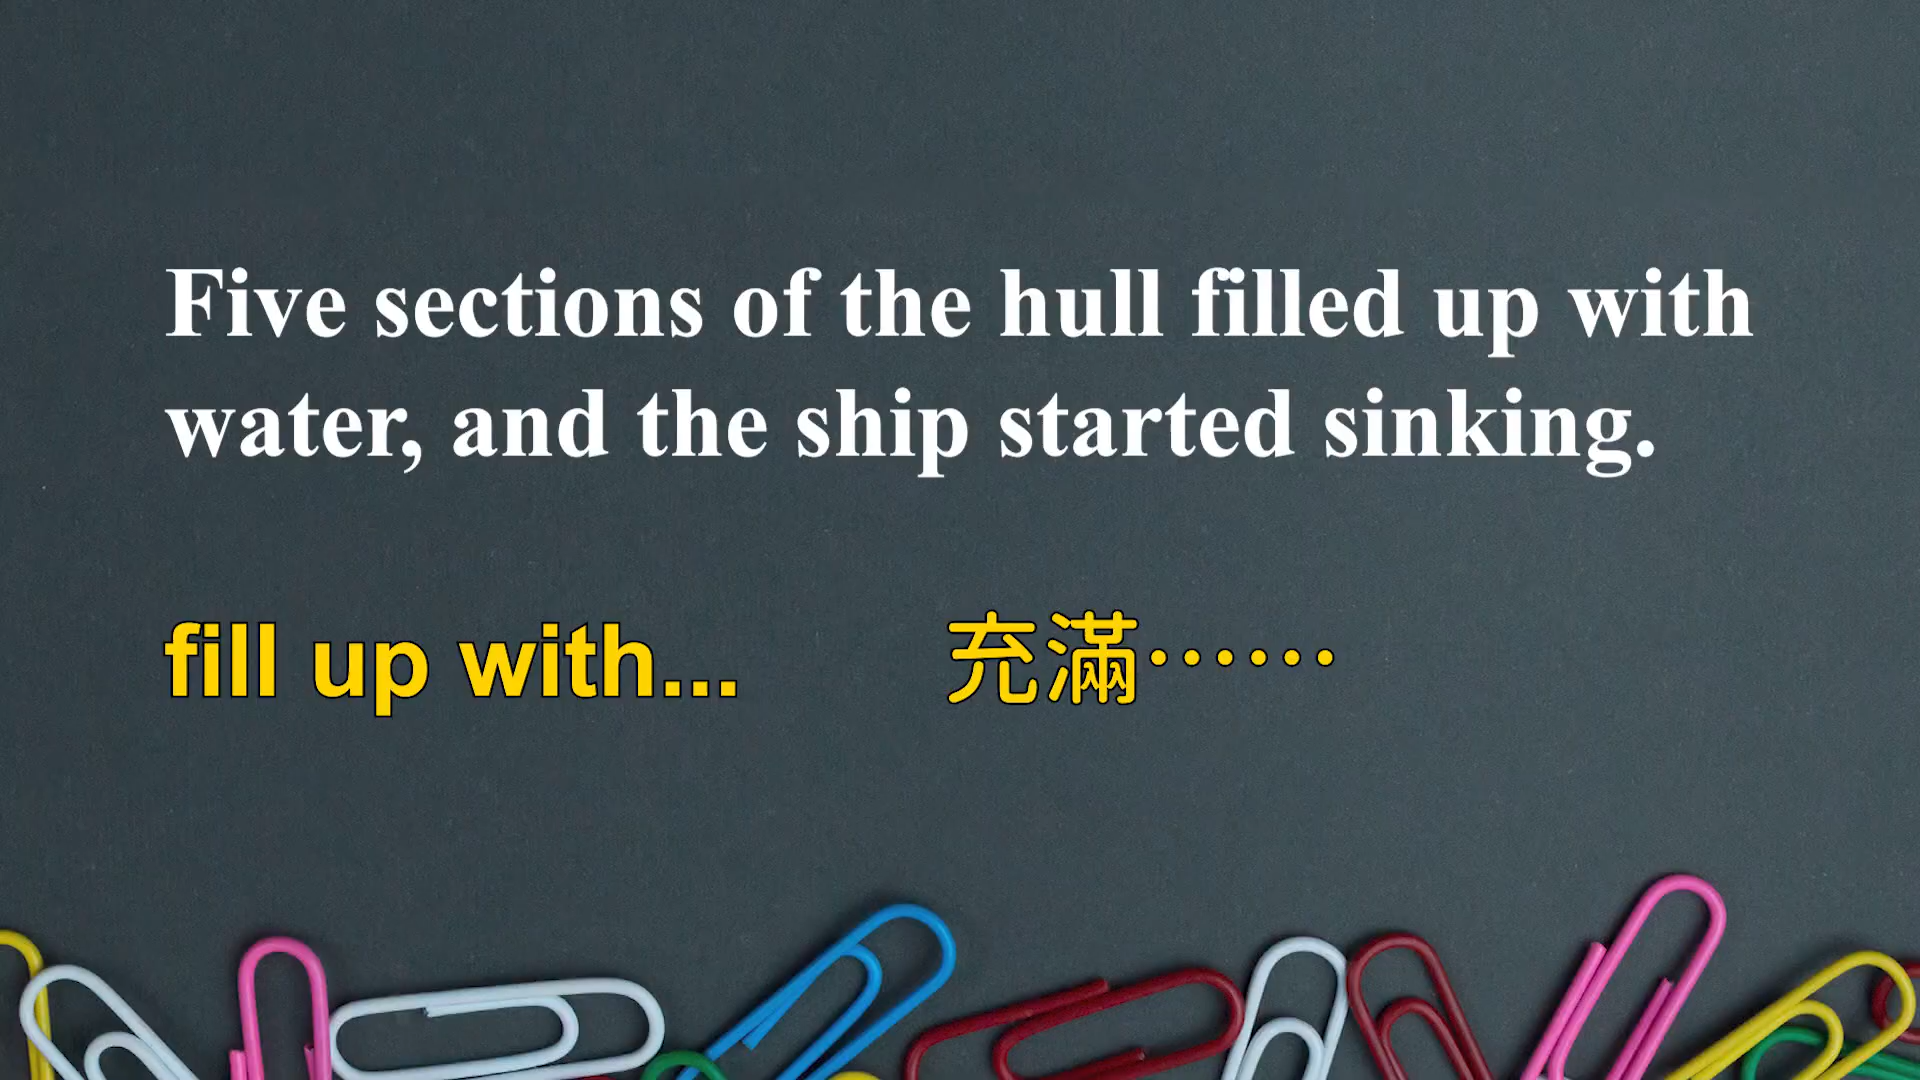 Five sections of the hull filled up with
water, and the ship started sinking.
fill up with... 充滿⋯⋯